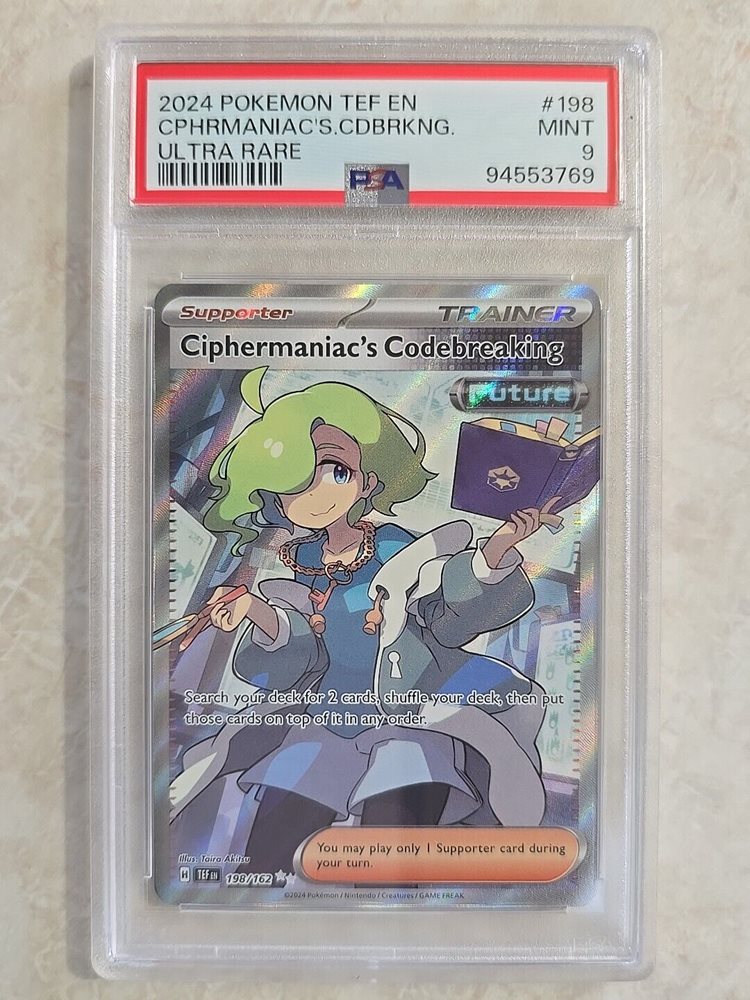 2024 POKEMON TEF EN #198
CPHRMANIAC'S.CDBRKNG. MINT
ULTRA RARE 9
PSA 94553769
Supporter TRAINER
Ciphermaniac's Codebreaking
Future
Search your deck for 2 cards, shuffle your deck, then put
those cards on top of it in any order.
Illus. Taira Akitsu
You may play only 1 Supporter card during
your turn.
H TEF EN 198/162
©2024 Pokémon / Nintendo / Creatures / GAME FREAK